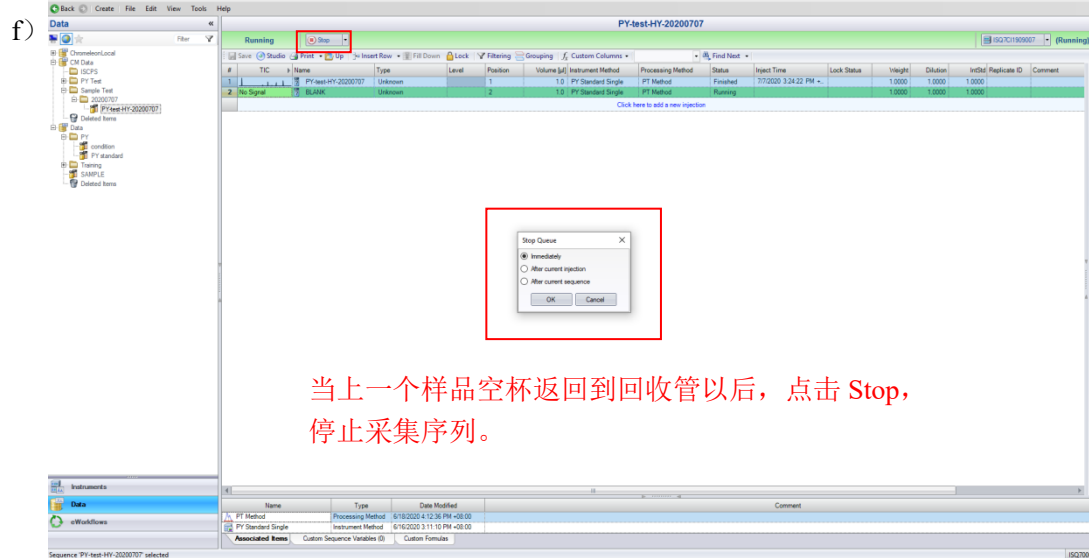 f）
Back Create File Edit View Tools Help
Data «
PY-test-HY-20200707
Filter
Running
Stop
ISQ7CI1909007 (Running)
Save Studio Print Up Insert Row Fill Down Lock Filtering Grouping Custom Columns Find Next
# TIC Name Type Level Position Volume [µl] Instrument Method Processing Method Status Inject Time Lock Status Weight Dilution IntStd Replicate ID Comment
1 PY-test-HY-20200707 Unknown 1 1.0 PY Standard Single PT Method Finished 7/7/2020 3:24:22 PM +.. 1.0000 1.0000 1.0000
2 No Signal BLANK Unknown 2 1.0 PY Standard Single PT Method Running 1.0000 1.0000 1.0000
Click here to add a new injection
ChromeleonLocal
CM Data
ISCPS
PY Test
Sample Test
20200707
PY-test-HY-20200707
Deleted Items
Data
PY
condition
PY standard
Training
SAMPLE
Deleted Items
Stop Queue
Immediately
After current injection
After current sequence
OK Cancel
当上一个样品空杯返回到回收管以后，点击 Stop，
停止采集序列。
Instruments
Data
eWorkflows
Name Type Date Modified Comment
PT Method Processing Method 6/18/2020 4:12:36 PM +08:00
PY Standard Single Instrument Method 6/16/2020 3:11:10 PM +08:00
Associated Items Custom Sequence Variables (0) Custom Formulas
Sequence 'PY-test-HY-20200707' selected
ISQ700